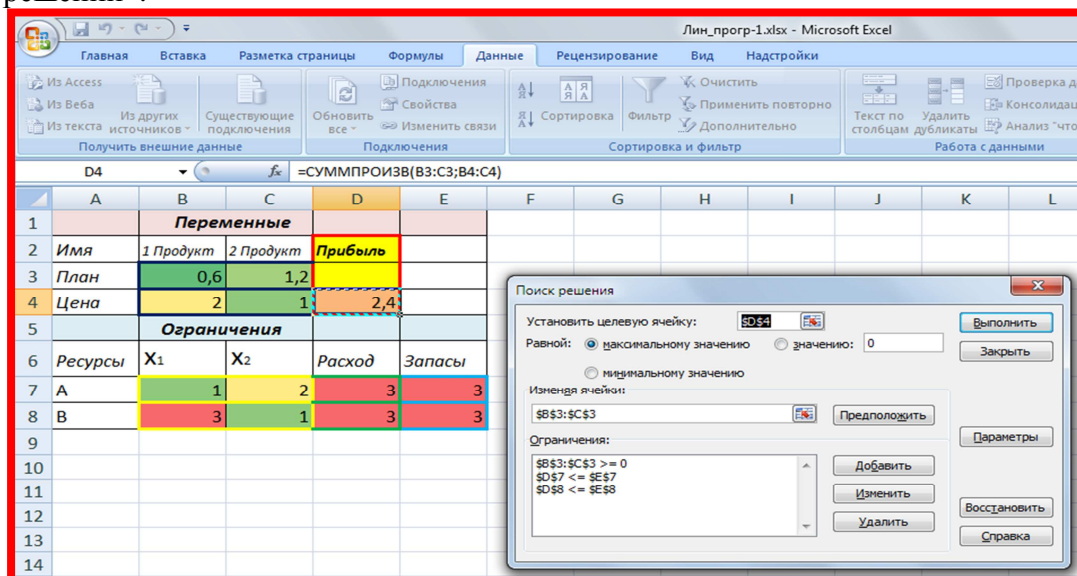 решений".
Лин_прогр-1.xlsx - Microsoft Excel
Главная Вставка Разметка страницы Формулы Данные Рецензирование Вид Надстройки
Из Access
Из Веба
Из текста
Из других источников
Существующие подключения
Получить внешние данные
Обновить все
Подключения
Свойства
Изменить связи
Подключения
Сортировка
Фильтр
Очистить
Применить повторно
Дополнительно
Сортировка и фильтр
Текст по столбцам
Удалить дубликаты
Проверка д
Консолидац
Анализ "что
Работа с данными
D4 fx =СУММПРОИЗВ(B3:C3;B4:C4)
A B C D E F G H I J K L
1 Переменные
2 Имя 1 Продукт 2 Продукт Прибыль
3 План 0,6 1,2
4 Цена 2 1 2,4
5 Ограничения
6 Ресурсы X1 X2 Расход Запасы
7 A 1 2 3 3
8 B 3 1 3 3
9
10
11
12
13
14
Поиск решения
Установить целевую ячейку: $D$4 Выполнить
Равной: максимальному значению значению: 0 Закрыть
минимальному значению
Изменяя ячейки:
$B$3:$C$3 Предположить
Ограничения: Параметры
$B$3:$C$3 >= 0 Добавить
$D$7 <= $E$7
$D$8 <= $E$8 Изменить
Восстановить
Удалить
Справка